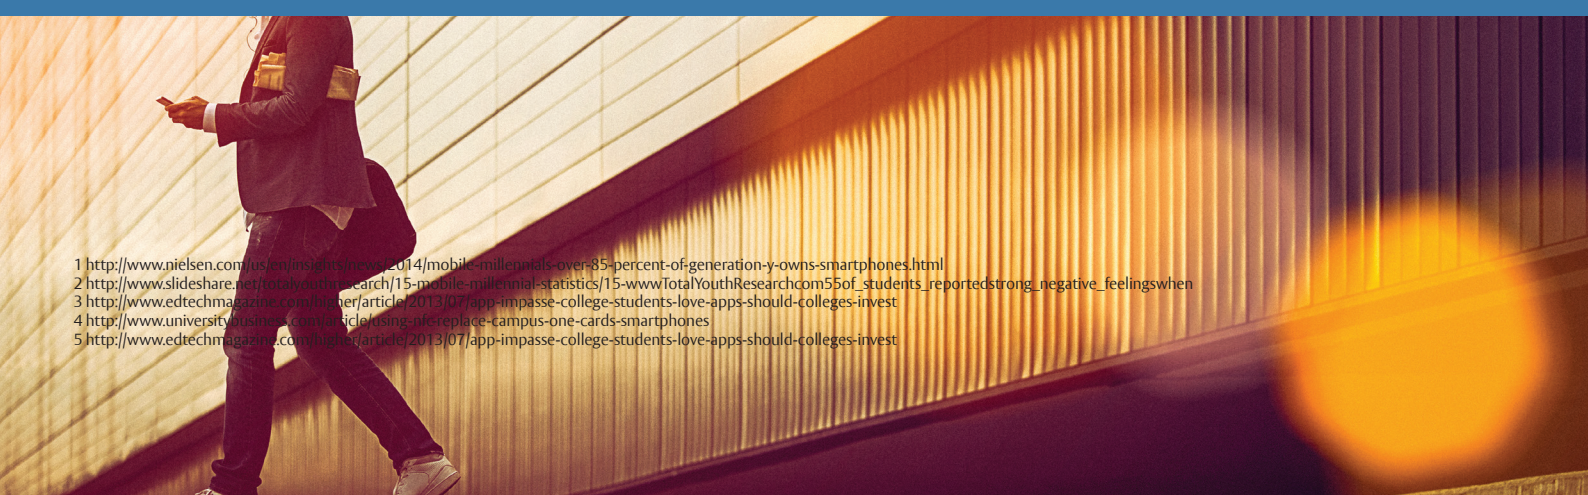 1 http://www.nielsen.com/us/en/insights/news/2014/mobile-millennials-over-85-percent-of-generation-y-owns-smartphones.html
2 http://www.slideshare.net/totalyouthresearch/15-mobile-millennial-statistics/15-wwwTotalYouthResearchcom55of_students_reportedstrong_negative_feelingswhen
3 http://www.edtechmagazine.com/higher/article/2013/07/app-impasse-college-students-love-apps-should-colleges-invest
4 http://www.universitybusiness.com/article/using-nfc-replace-campus-one-cards-smartphones
5 http://www.edtechmagazine.com/higher/article/2013/07/app-impasse-college-students-love-apps-should-colleges-invest